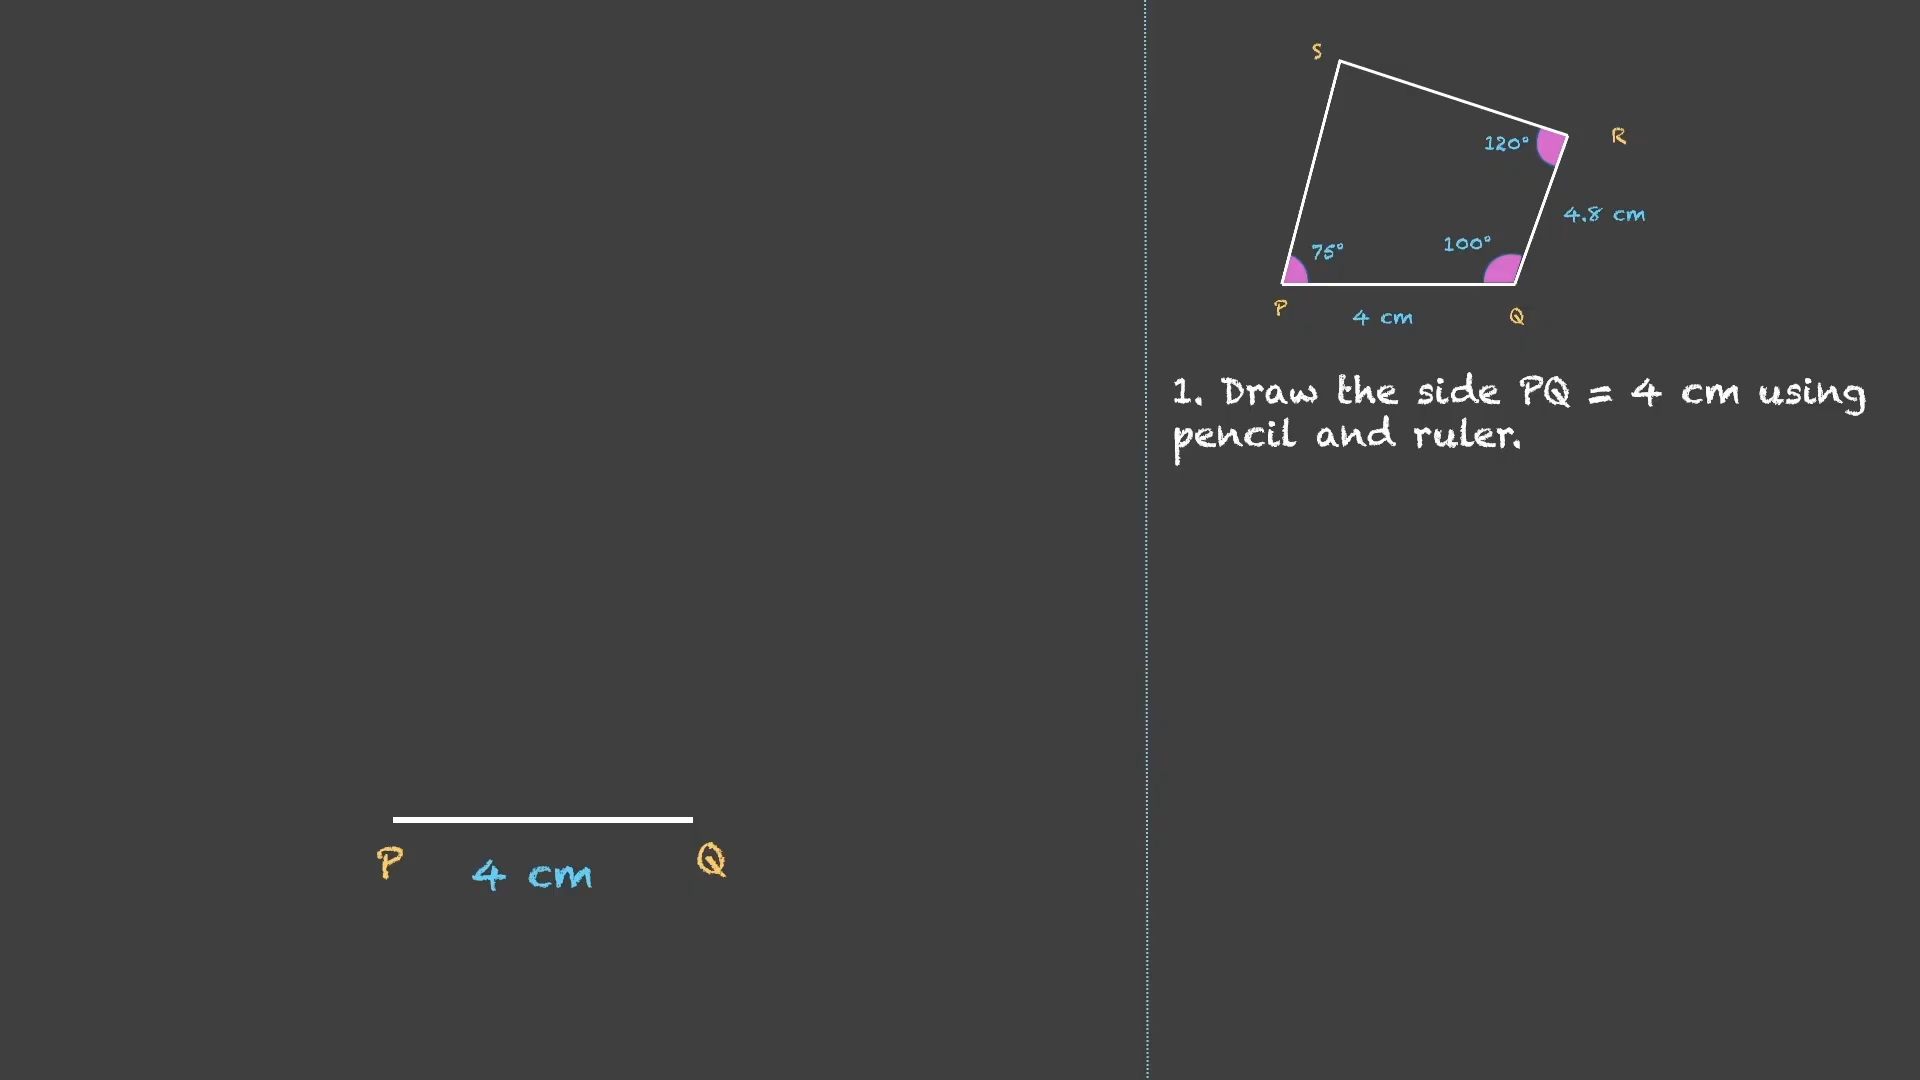 S
R
120°
4.8 cm
75°
100°
P
4 cm
Q
1. Draw the side PQ = 4 cm using
pencil and ruler.
P
4 cm
Q